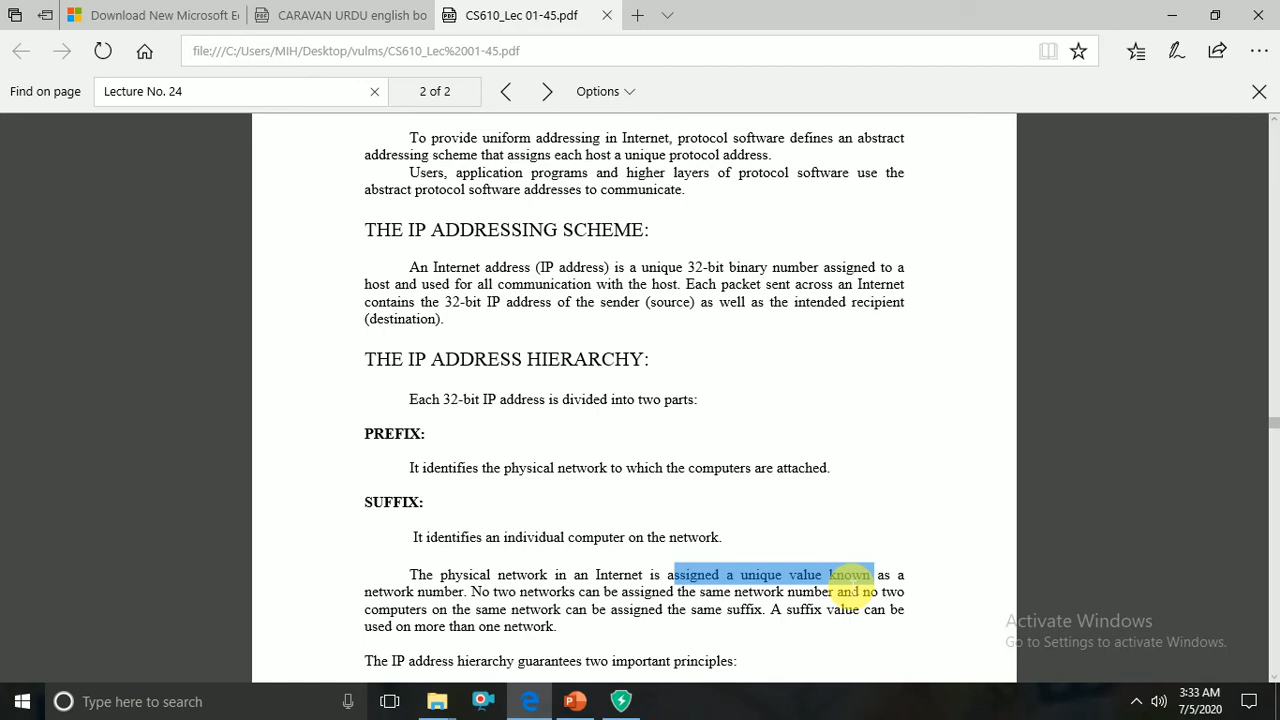 Download New Microsoft E
CARAVAN URDU english bo
CS610_Lec 01-45.pdf
file:///C:/Users/MIH/Desktop/vulms/CS610_Lec%2001-45.pdf
Find on page
Lecture No. 24
2 of 2
Options
To provide uniform addressing in Internet, protocol software defines an abstract
addressing scheme that assigns each host a unique protocol address.
Users, application programs and higher layers of protocol software use the
abstract protocol software addresses to communicate.
THE IP ADDRESSING SCHEME:
An Internet address (IP address) is a unique 32-bit binary number assigned to a
host and used for all communication with the host. Each packet sent across an Internet
contains the 32-bit IP address of the sender (source) as well as the intended recipient
(destination).
THE IP ADDRESS HIERARCHY:
Each 32-bit IP address is divided into two parts:
PREFIX:
It identifies the physical network to which the computers are attached.
SUFFIX:
It identifies an individual computer on the network.
The physical network in an Internet is assigned a unique value known as a
network number. No two networks can be assigned the same network number and no two
computers on the same network can be assigned the same suffix. A suffix value can be
used on more than one network.
The IP address hierarchy guarantees two important principles:
Activate Windows
Go to Settings to activate Windows.
Type here to search
3:33 AM
7/5/2020